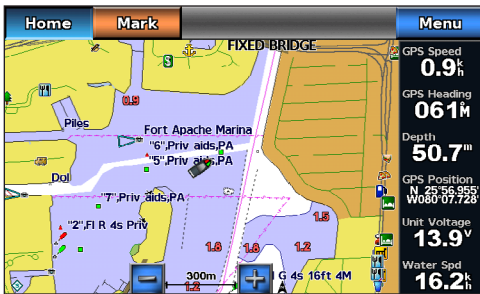 Home Mark Menu
FIXED BRIDGE
GPS Speed
0.9 k/h
S
GPS Heading
061°M
0.9
Piles
Fort Apache Marina
Depth
"6",Priv aids,PA
50.7m
"5",Priv aids,PA
Dol
GPS Position
N 25°56.955'
W080°07.728'
"7",Priv aids,PA
1.5
Unit Voltage
"2",Fl R 4s Priv
13.9V
1.8 1.8 1.2
Water Spd
300m
G 4s 16ft 4M
16.2 k/h
1.2